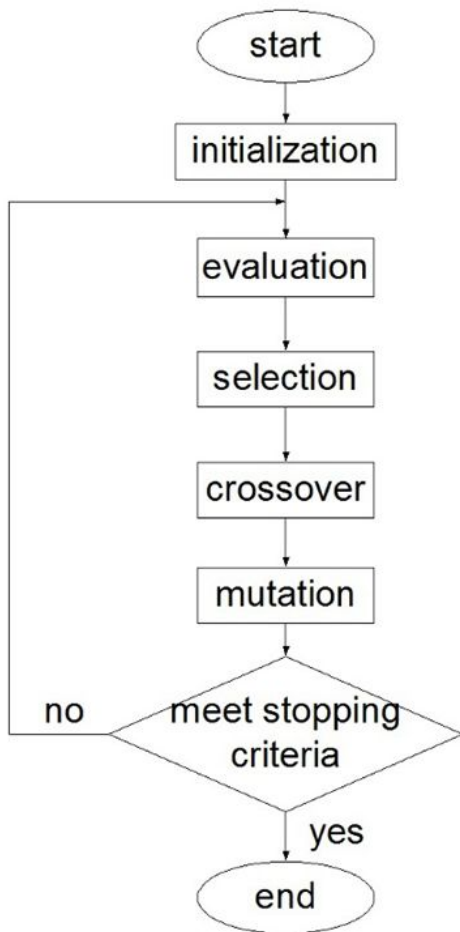 start
initialization
evaluation
selection
crossover
mutation
no
meet stopping
criteria
yes
end